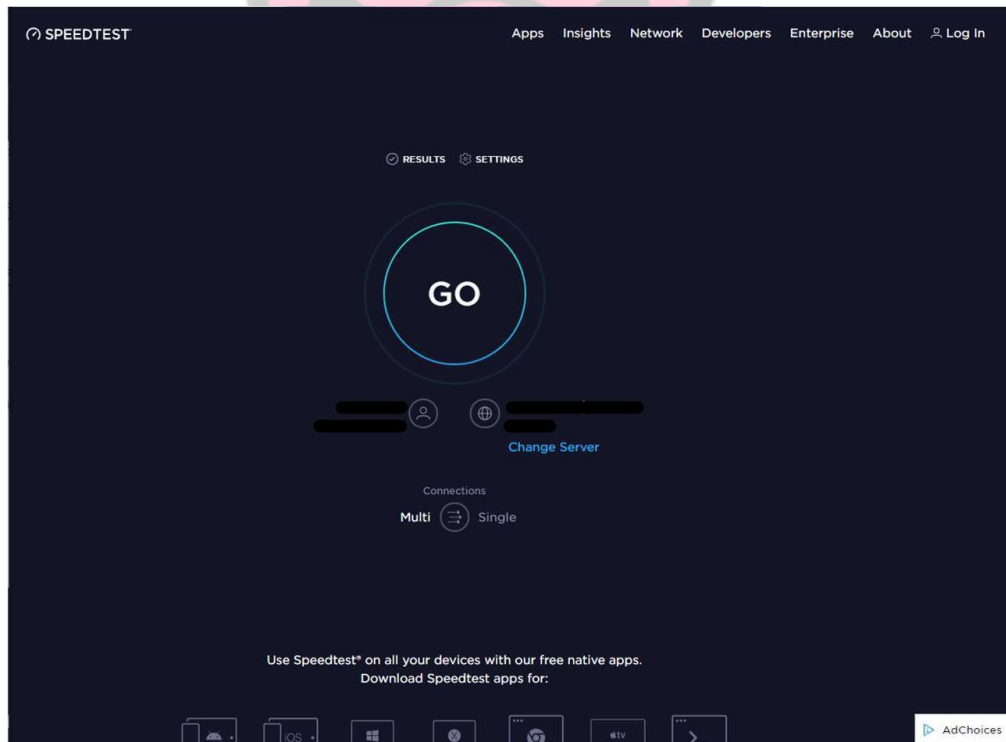 SPEEDTEST
Apps Insights Network Developers Enterprise About Log In
RESULTS SETTINGS
GO
Change Server
Connections
Multi Single
Use Speedtest® on all your devices with our free native apps.
Download Speedtest apps for:
iOS tv
AdChoices